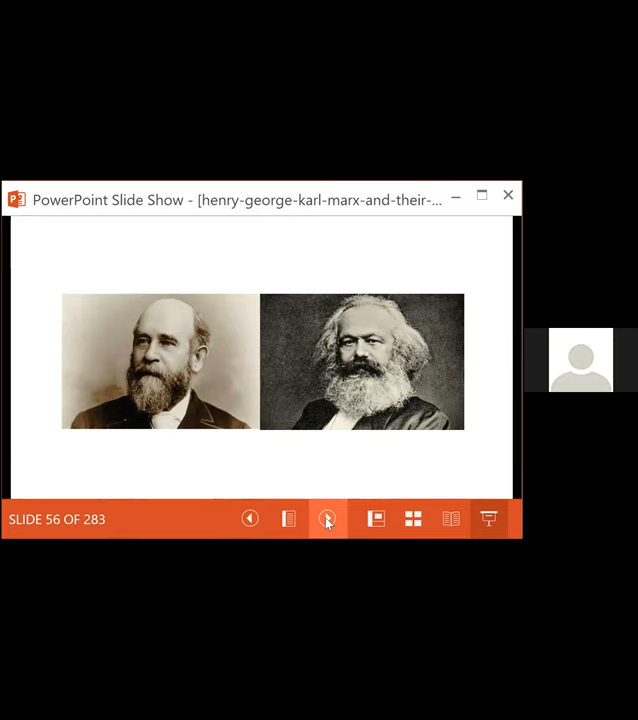 PowerPoint Slide Show - [henry-george-karl-marx-and-their-...
SLIDE 56 OF 283